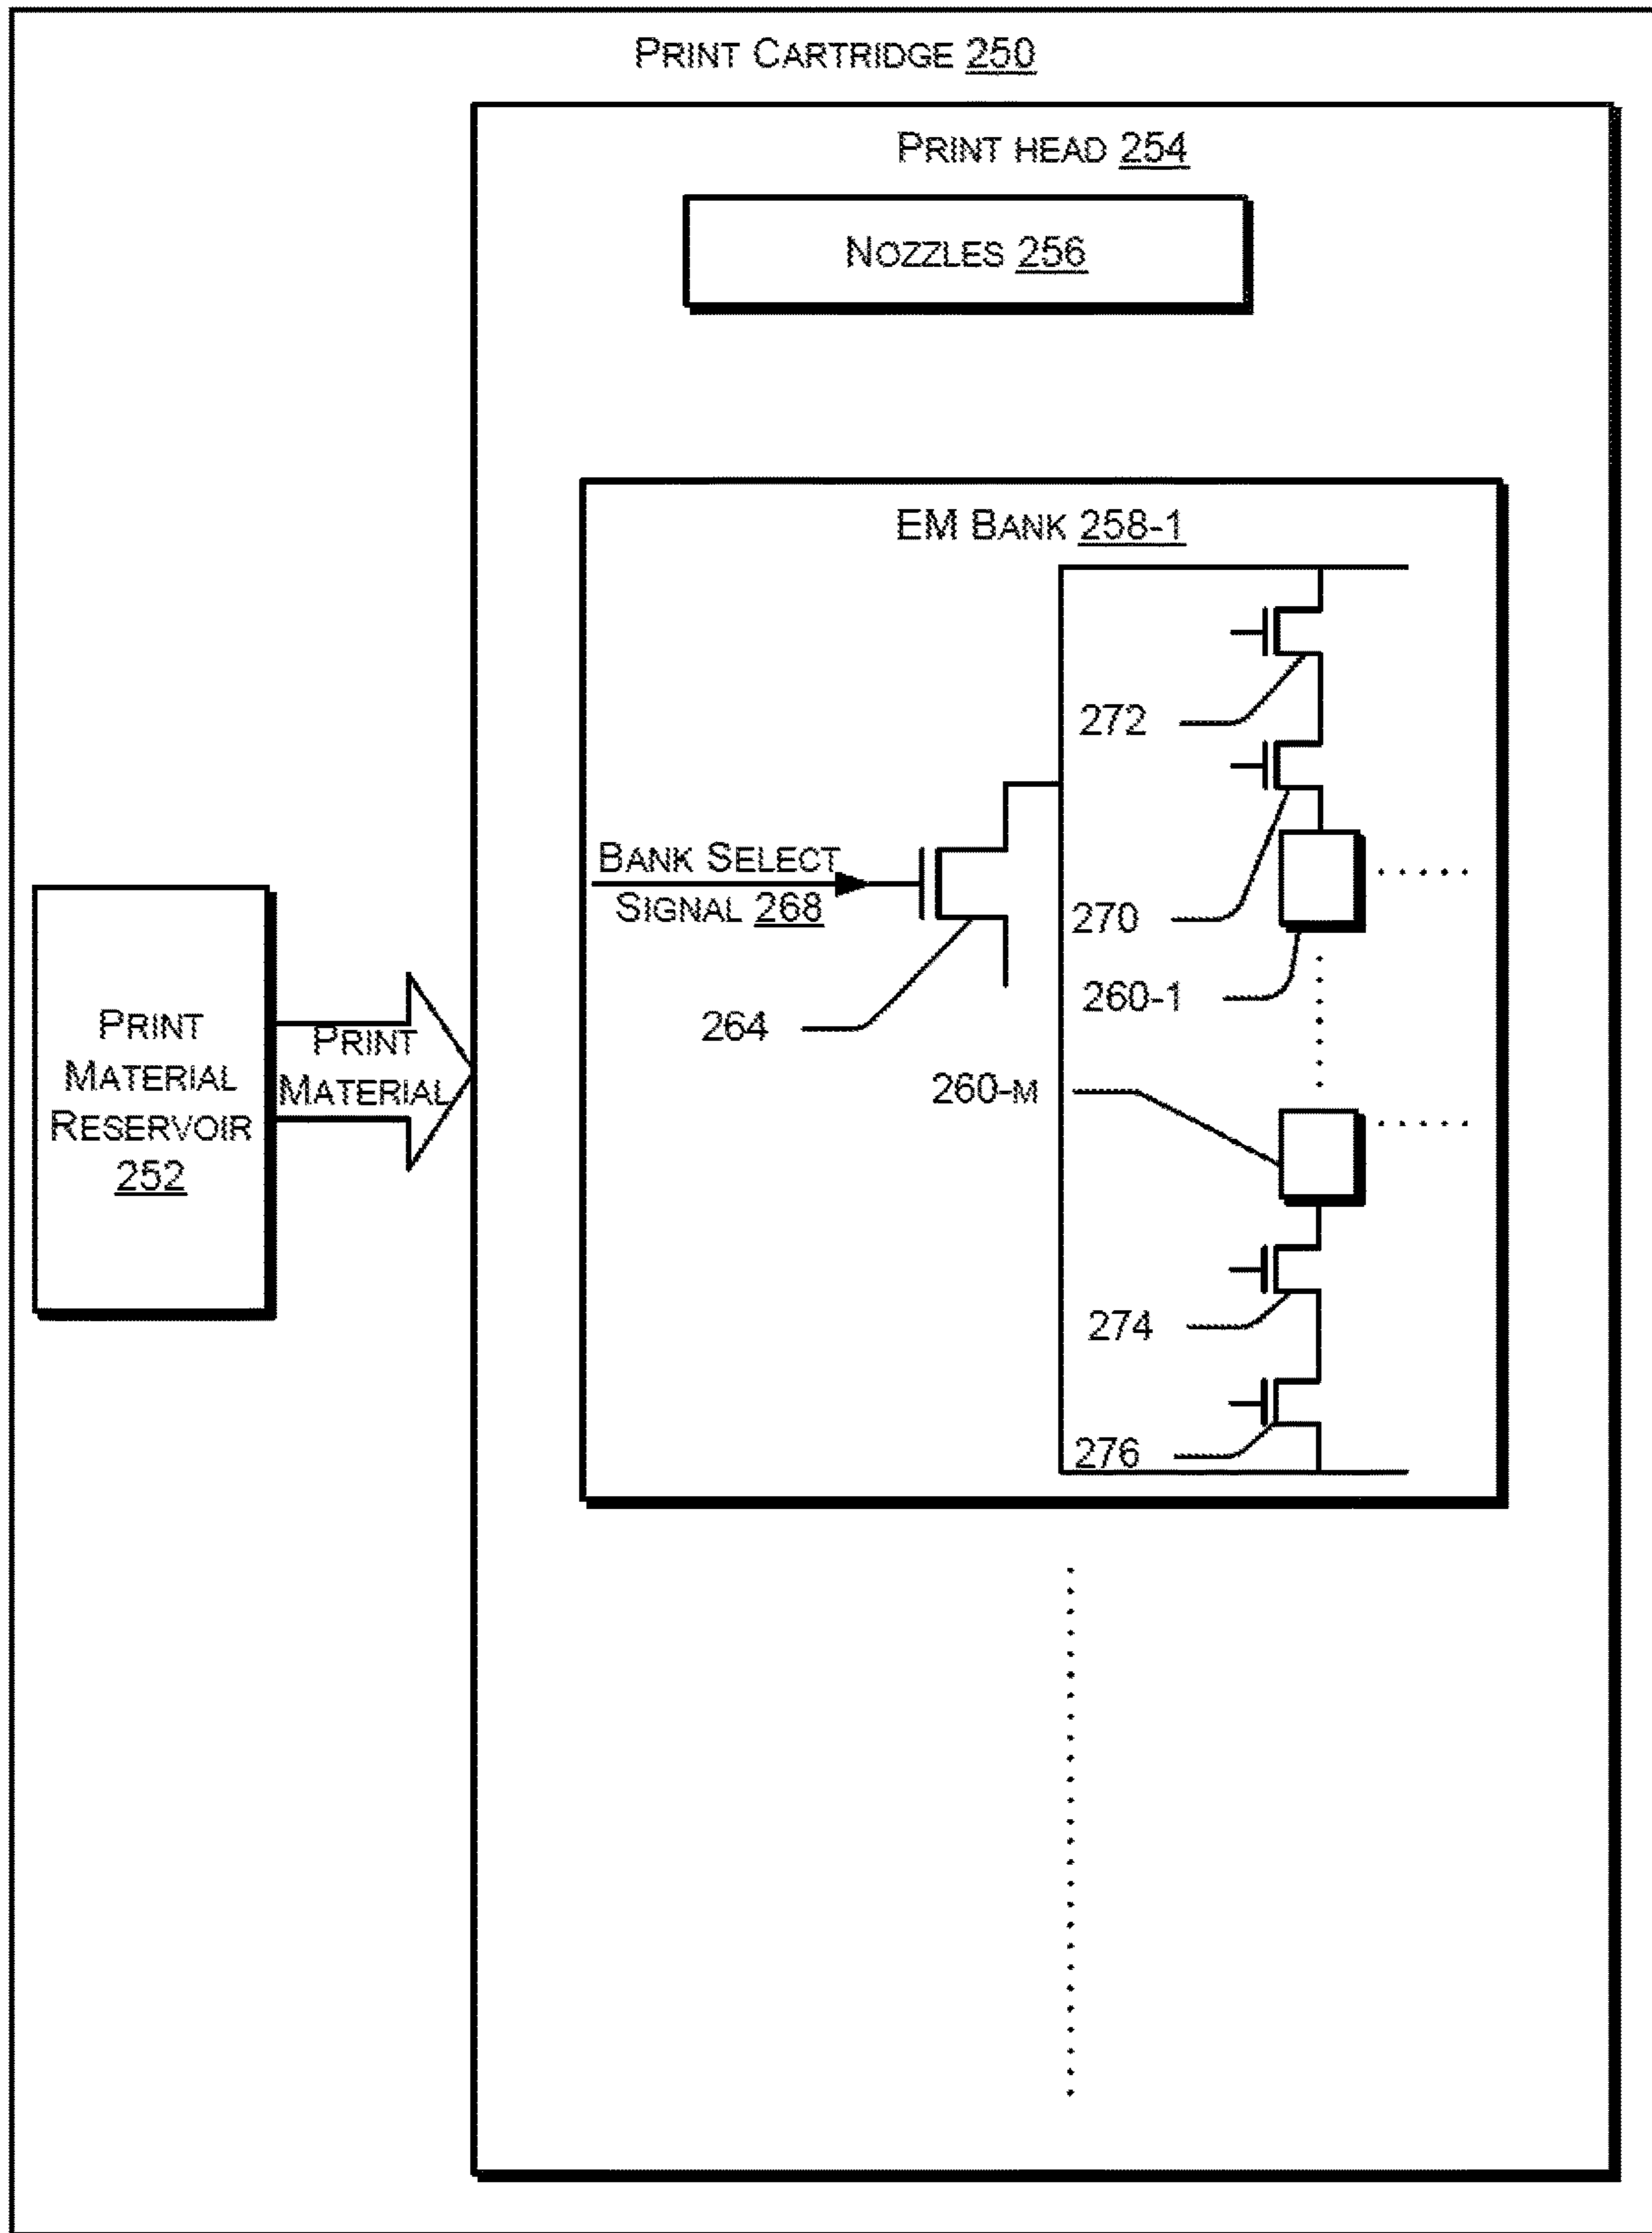 PRINT CARTRIDGE 250
PRINT HEAD 254
NOZZLES 256
EM BANK 258-1
272
BANK SELECT
SIGNAL 268
270
260-1
264
260-M
PRINT
MATERIAL
RESERVOIR
252
PRINT
MATERIAL
274
276